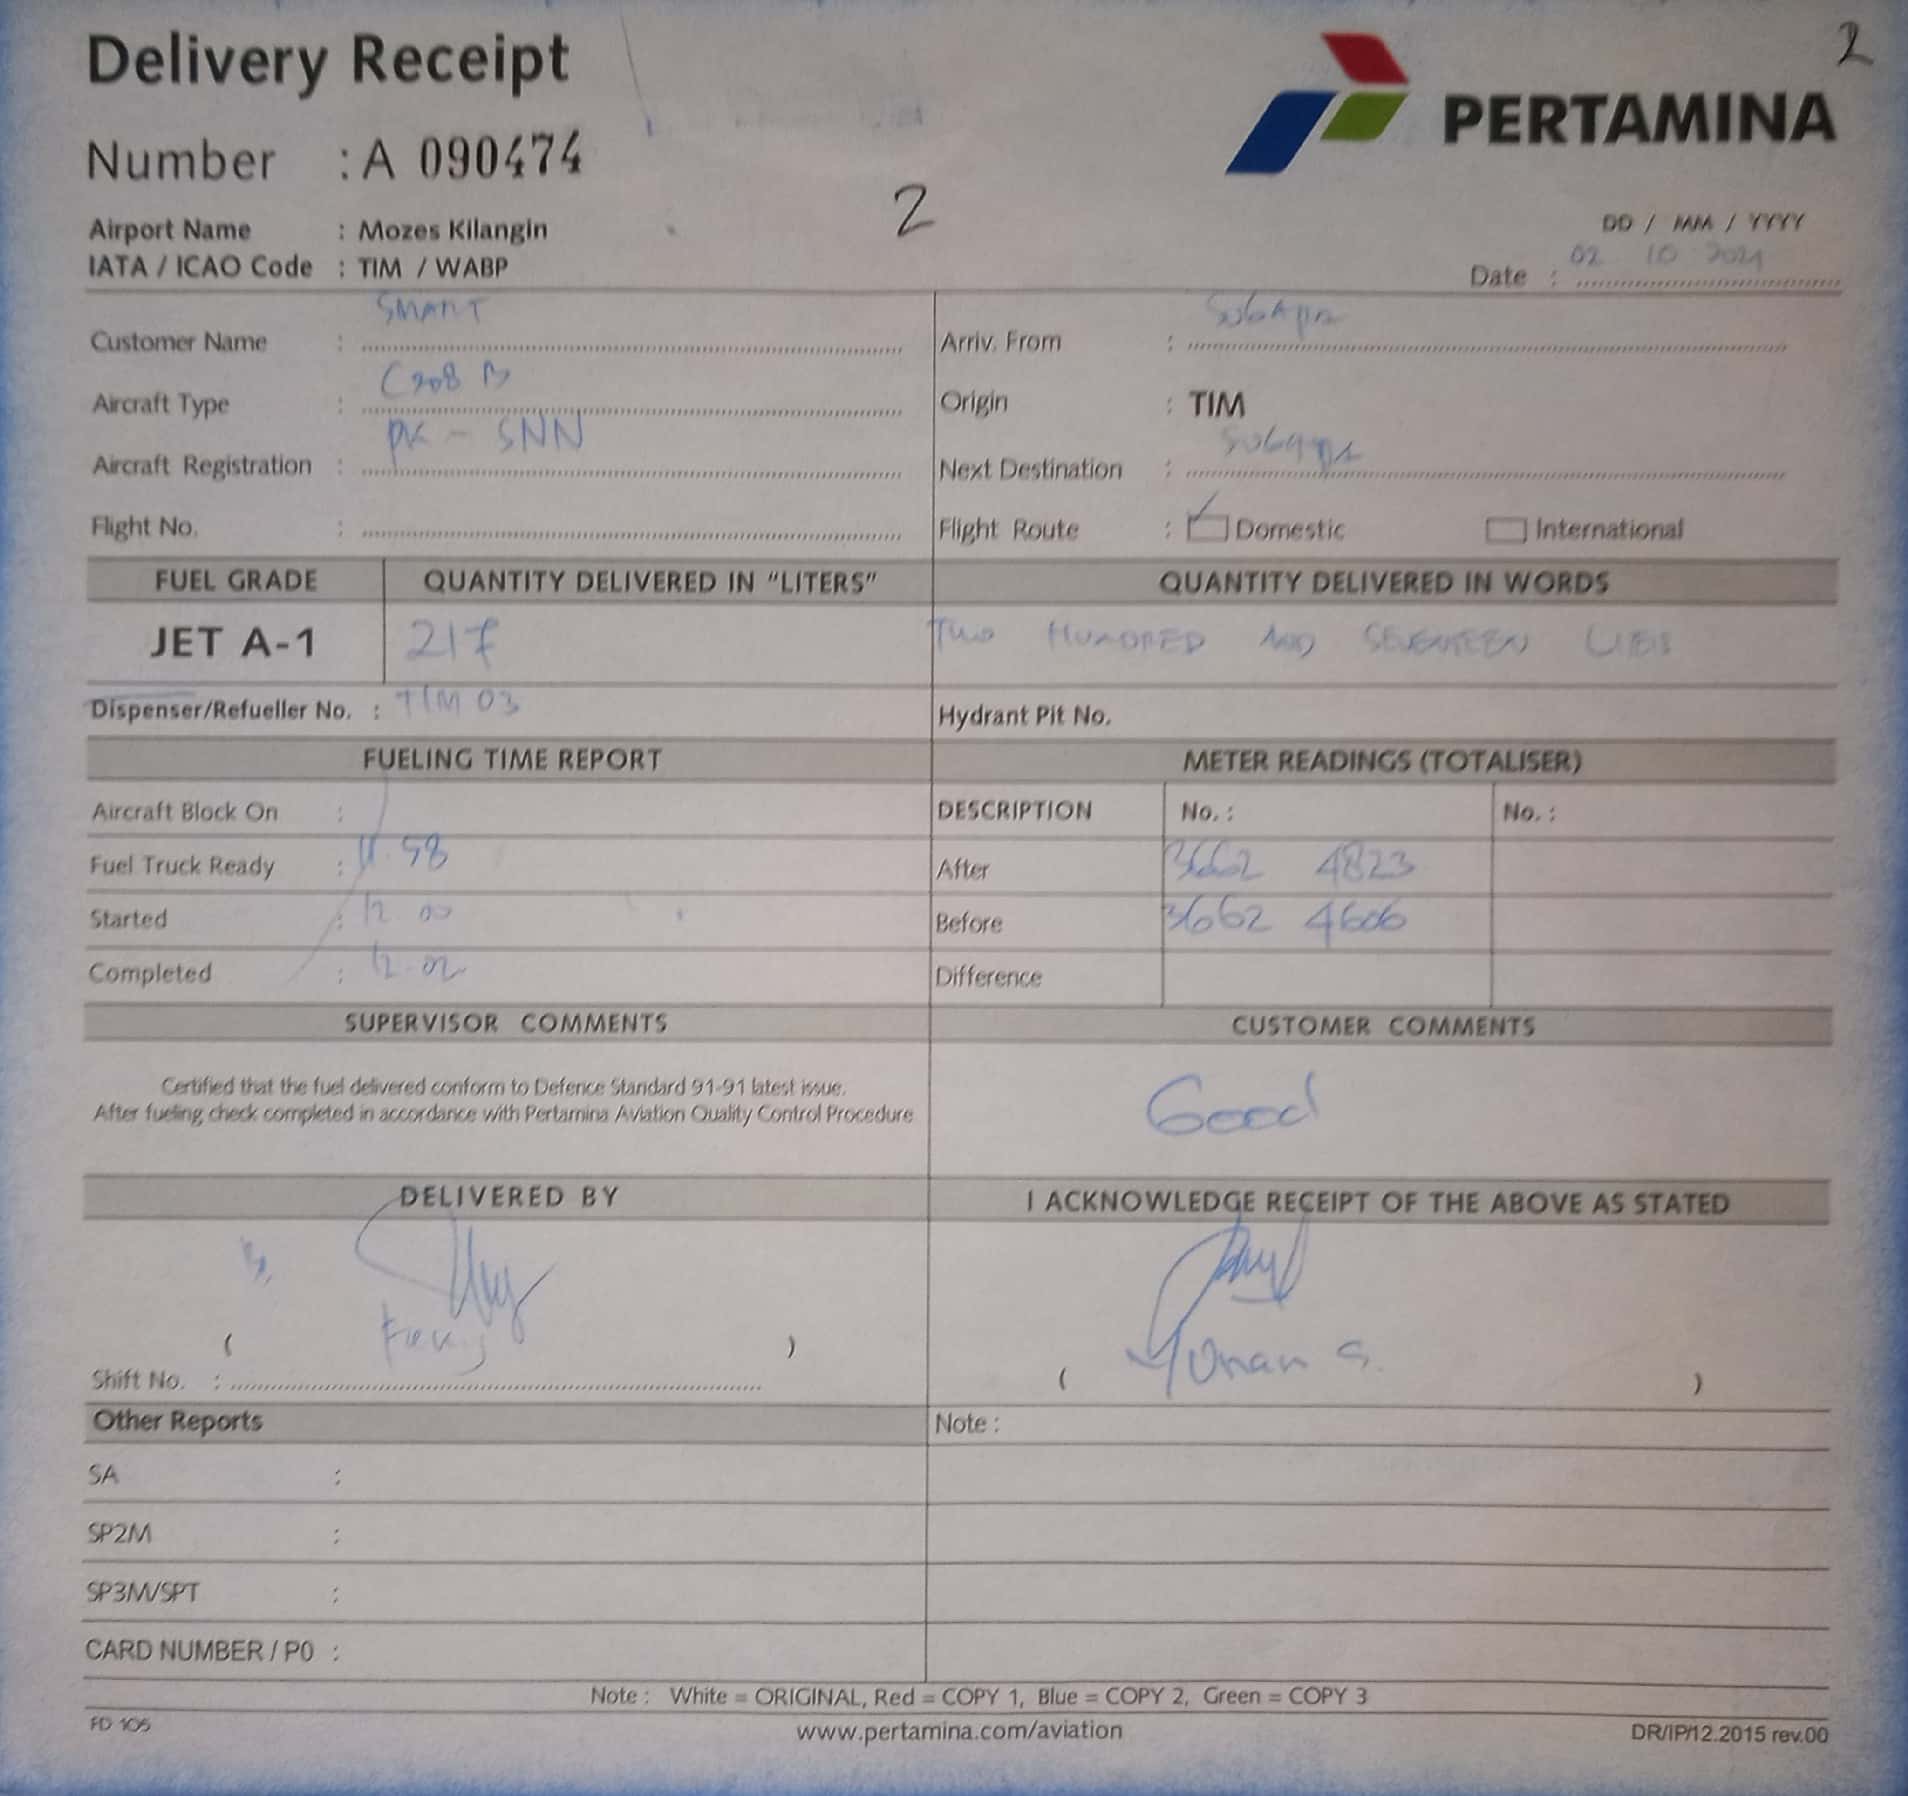 2
Delivery Receipt
PERTAMINA
Number : A 090474
2
Airport Name : Mozes Kilangin
DD / MM / YYYY
IATA / ICAO Code : TIM / WABP
Date : 02 10 2021
Customer Name : SMART
Arriv. From :
Aircraft Type : C208 B
Origin : TIM
Aircraft Registration : PK - SNN
Next Destination :
Flight No. :
Flight Route : Domestic International
FUEL GRADE QUANTITY DELIVERED IN "LITERS" QUANTITY DELIVERED IN WORDS
JET A-1 217 TWO HUNDRED AND SEVENTEEN
Dispenser/Refueller No. : TIM 03 Hydrant Pit No.
FUELING TIME REPORT METER READINGS (TOTALISER)
Aircraft Block On : DESCRIPTION No. : No. :
Fuel Truck Ready : 11.58 After 3662 4823
Started : 12 00 Before 3662 4606
Completed : 12.02 Difference
SUPERVISOR COMMENTS CUSTOMER COMMENTS
Certified that the fuel delivered conform to Defence Standard 91-91 latest issue.
After fueling check completed in accordance with Pertamina Aviation Quality Control Procedure
Good
DELIVERED BY I ACKNOWLEDGE RECEIPT OF THE ABOVE AS STATED
( )
( Yonan S. )
Shift No. :
Other Reports Note :
SA :
SP2M :
SP3M/SPT :
CARD NUMBER / P0 :
Note : White = ORIGINAL, Red = COPY 1, Blue = COPY 2, Green = COPY 3
FD 105 www.pertamina.com/aviation DR/IP/12.2015 rev.00